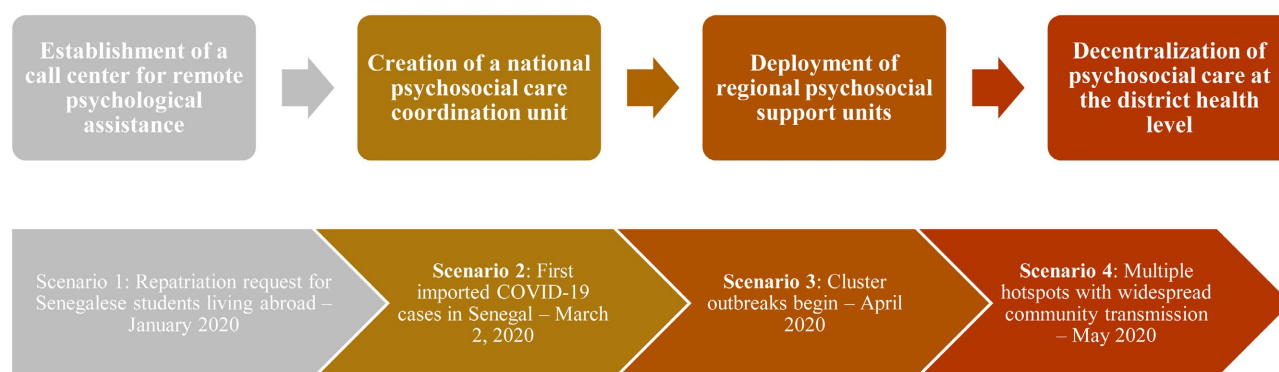 Establishment of a
call center for remote
psychological
assistance
Creation of a national
psychosocial care
coordination unit
Deployment of
regional psychosocial
support units
Decentralization of
psychosocial care at
the district health
level
Scenario 1: Repatriation request for
Senegalese students living abroad –
January 2020
Scenario 2: First
imported COVID-19
cases in Senegal – March
2, 2020
Scenario 3: Cluster
outbreaks begin – April
2020
Scenario 4: Multiple
hotspots with widespread
community transmission
– May 2020